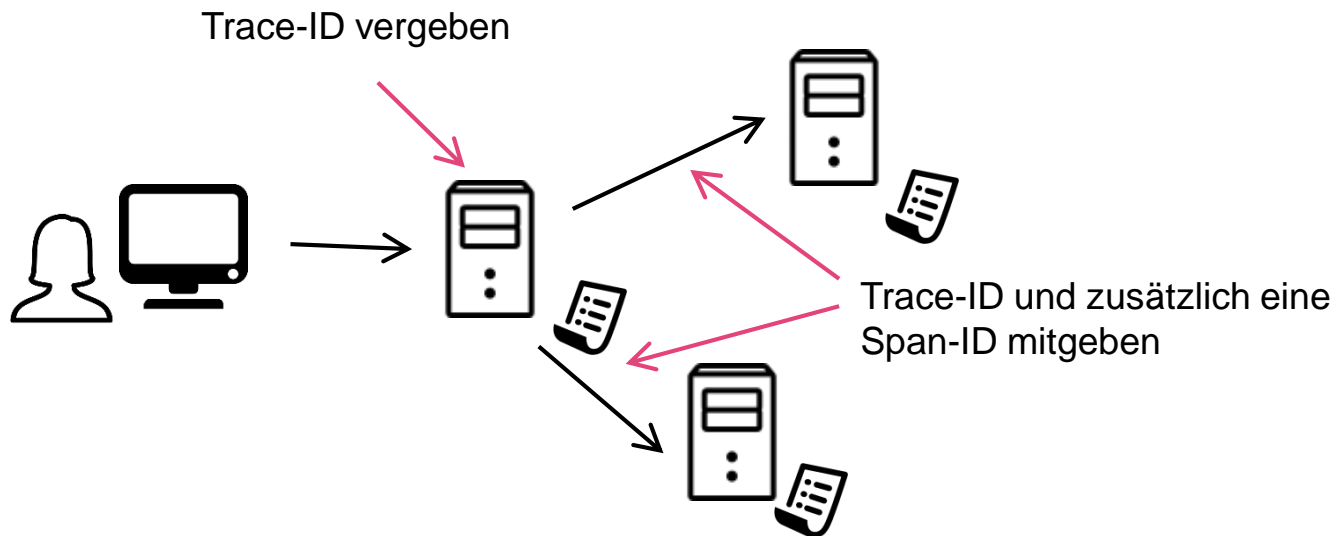 Trace-ID vergeben
Trace-ID und zusätzlich eine
Span-ID mitgeben